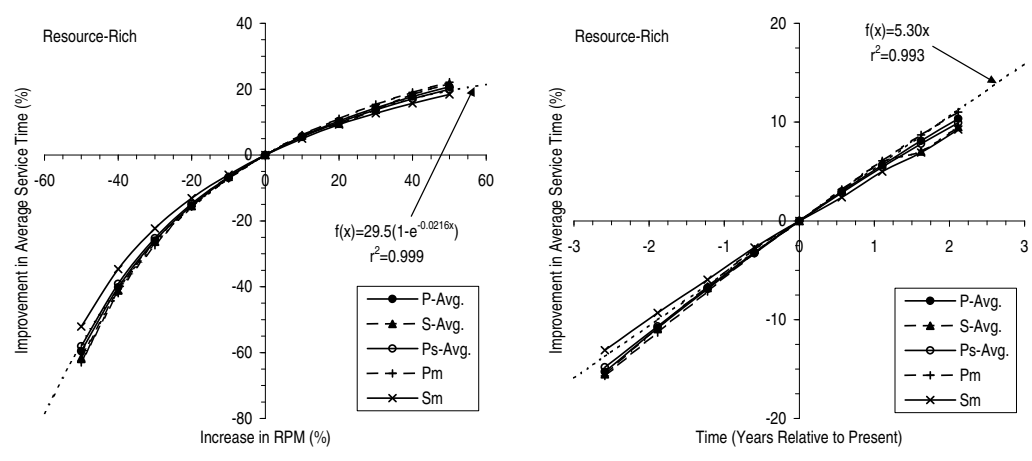 Resource-Rich
Improvement in Average Service Time (%)
40
20
0
-20
-40
-60
-80
-60
-40
-20
0
20
40
60
f(x)=29.5(1-e^-0.0216x)
r²=0.999
P-Avg.
S-Avg.
Ps-Avg.
Pm
Sm
Increase in RPM (%)
Resource-Rich
Improvement in Average Service Time (%)
20
10
0
-10
-20
-3
-2
-1
0
1
2
3
f(x)=5.30x
r²=0.993
P-Avg.
S-Avg.
Ps-Avg.
Pm
Sm
Time (Years Relative to Present)